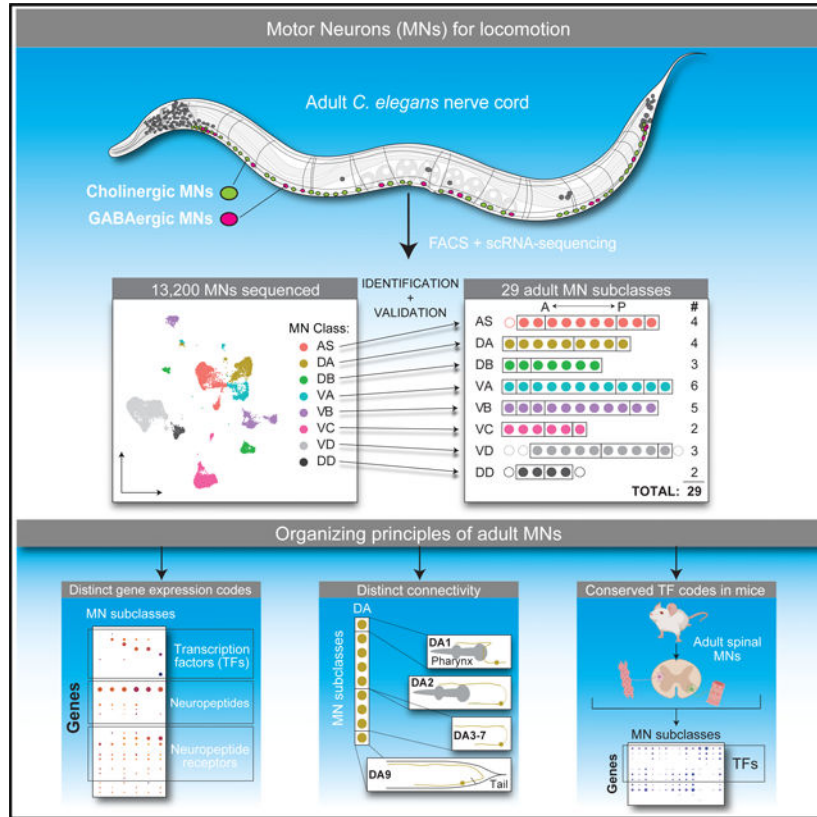 Motor Neurons (MNs) for locomotion
Adult C. elegans nerve cord
Cholinergic MNs
GABAergic MNs
FACS + scRNA-sequencing
13,200 MNs sequenced
MN Class:
AS
DA
DB
VA
VB
VC
VD
DD
IDENTIFICATION
+
VALIDATION
29 adult MN subclasses
A P #
AS 4
DA 4
DB 3
VA 6
VB 5
VC 2
VD 3
DD 2
TOTAL: 29
Organizing principles of adult MNs
Distinct gene expression codes
MN subclasses
Genes
Transcription
factors (TFs)
Neuropeptides
Neuropeptide
receptors
Distinct connectivity
DA
MN subclasses
DA1
Pharynx
DA2
DA3-7
DA9
Tail
Conserved TF codes in mice
Adult spinal
MNs
MN subclasses
Genes
TFs